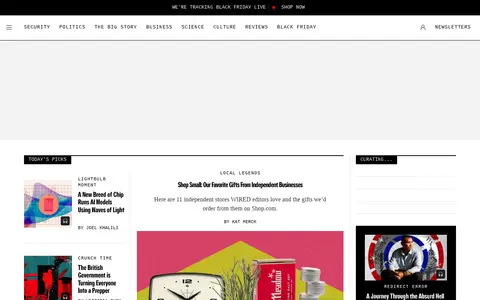 WE'RE TRACKING BLACK FRIDAY LIVE SHOP NOW
SECURITY POLITICS THE BIG STORY BUSINESS SCIENCE CULTURE REVIEWS BLACK FRIDAY NEWSLETTERS
TODAY'S PICKS
LIGHTBULB
MOMENT
A New Breed of Chip
Runs AI Models
Using Waves of Light
BY JOEL KHALILI
CRUNCH TIME
The British
Government is
Turning Everyone
Into a Prepper
LOCAL LEGENDS
Shop Small: Our Favorite Gifts From Independent Businesses
Here are 11 independent stores WIRED editors love and the gifts we'd
order from them on Shop.com.
BY KAT MERCK
Meadow
CURATING...
REDIRECT ERROR
A Journey Through the Absurd Hell